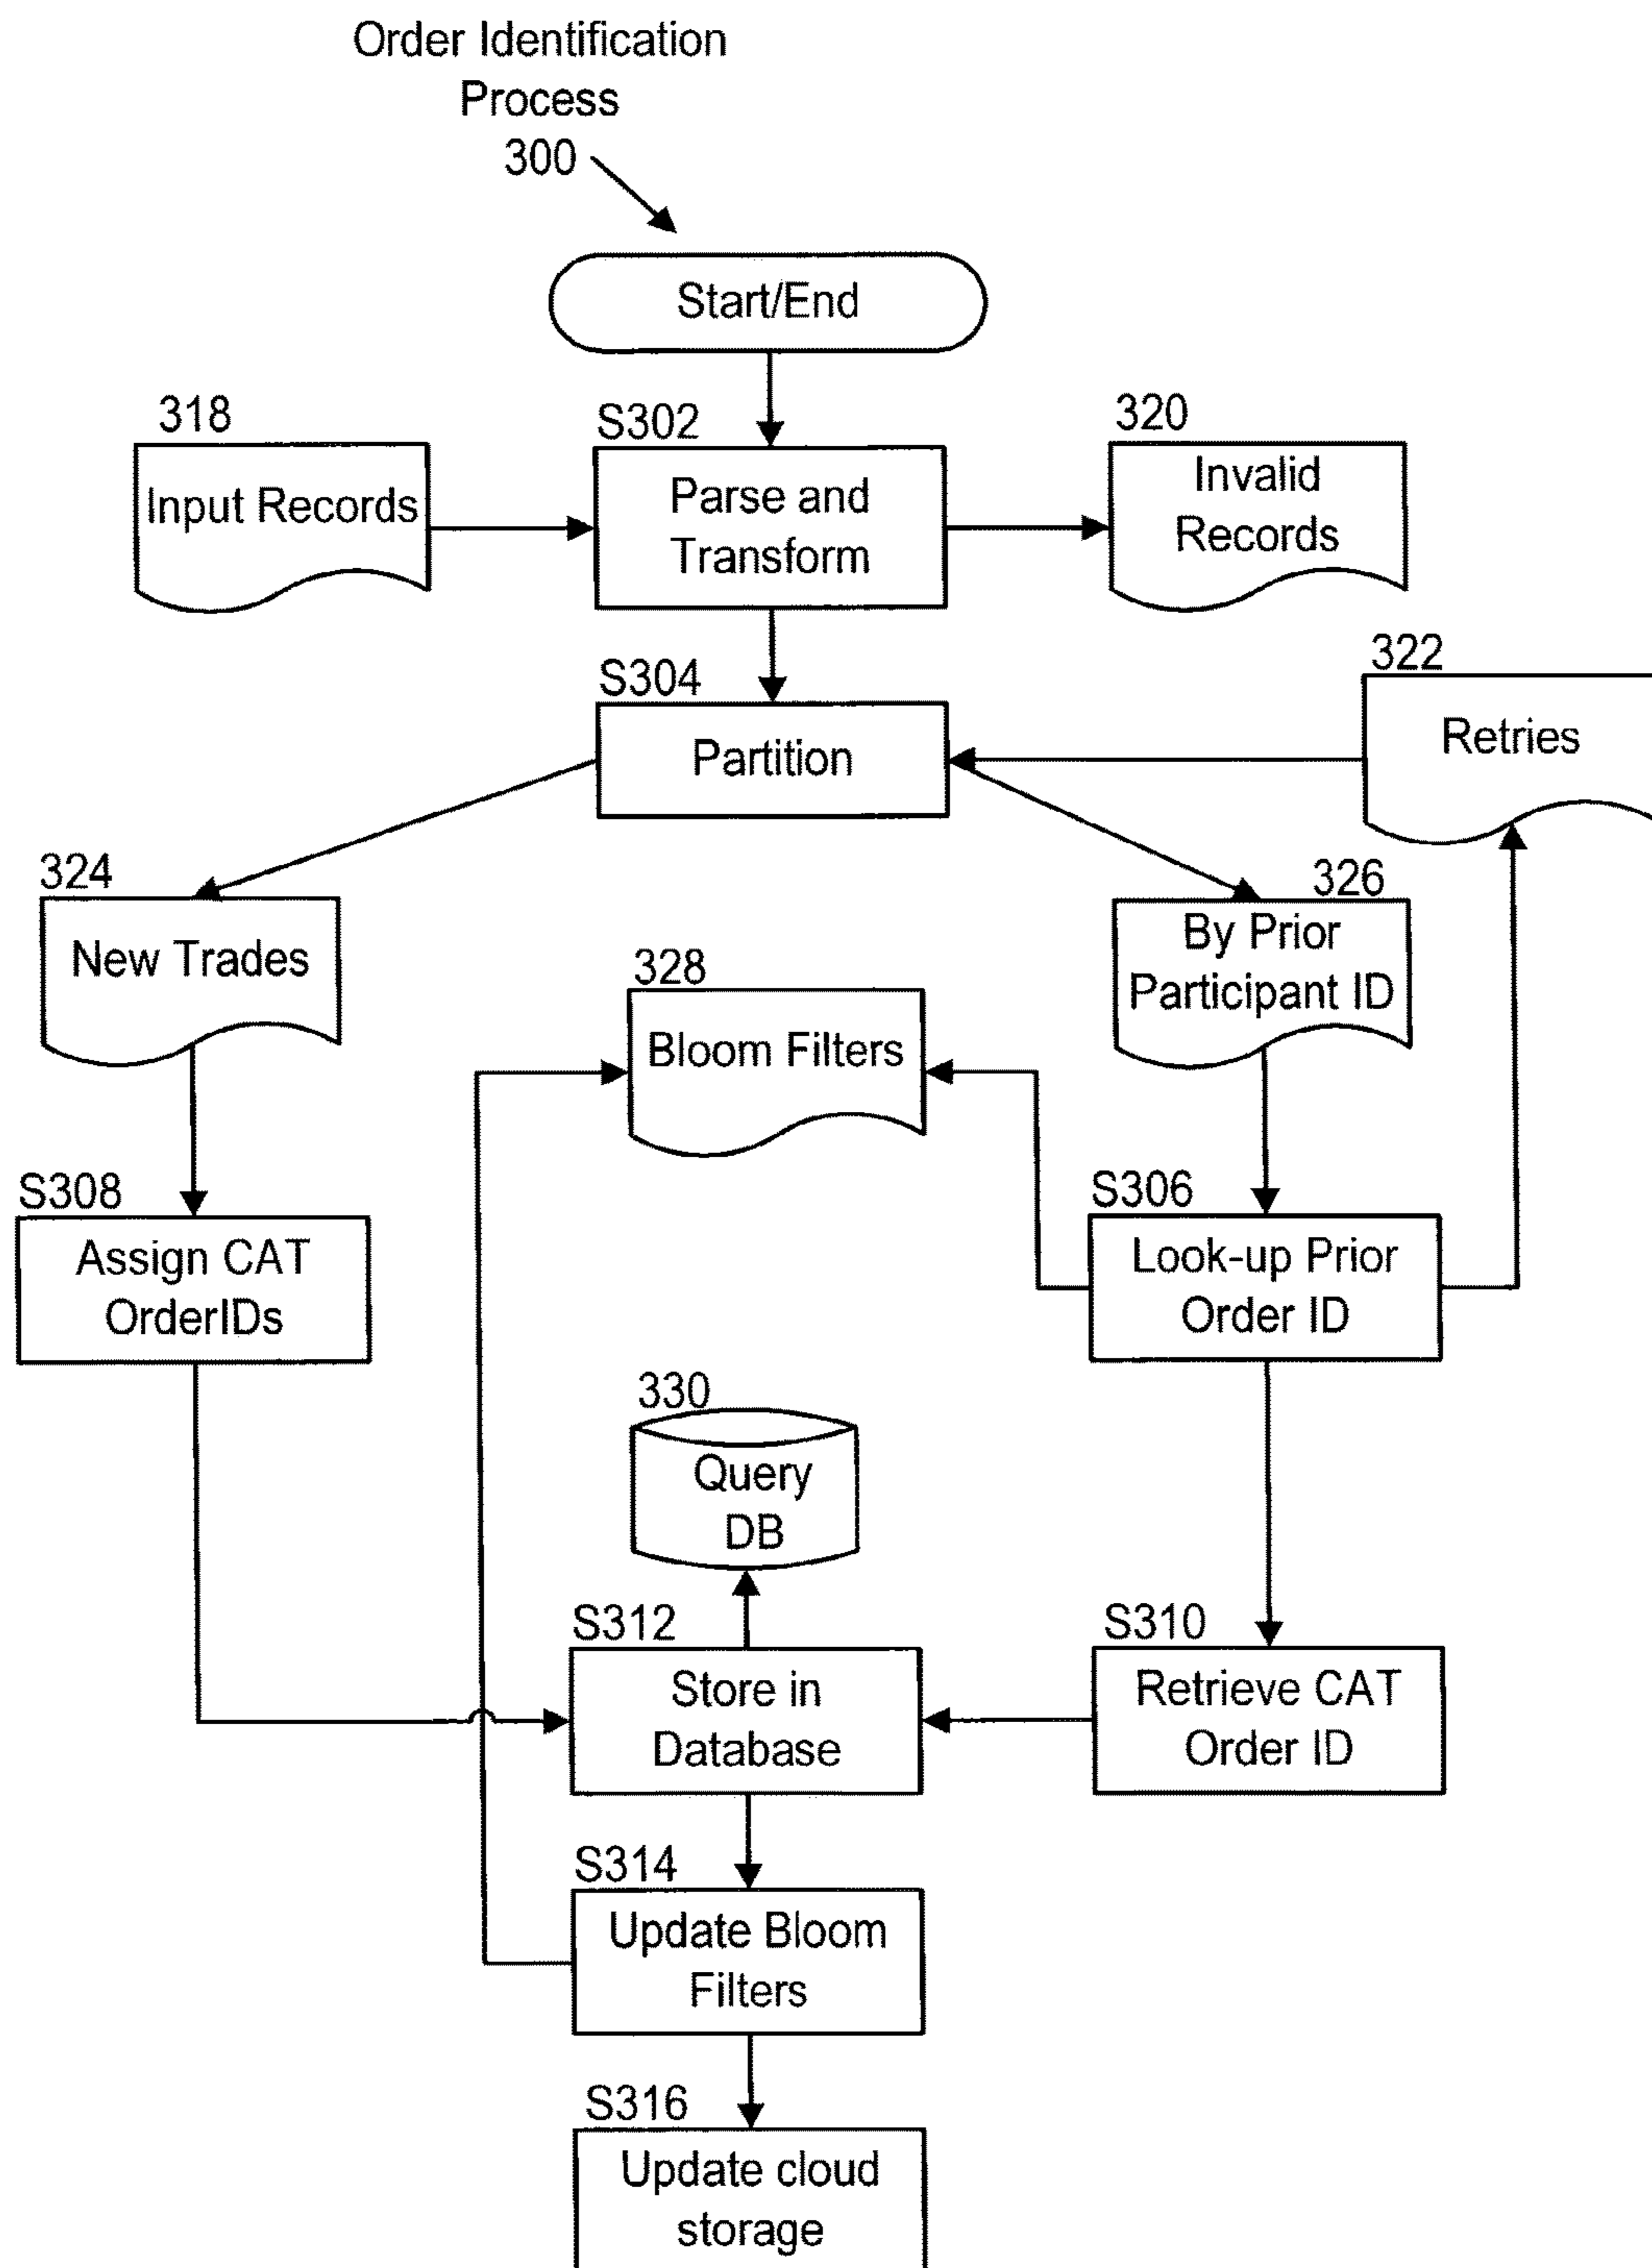 Order Identification
Process
300
Start/End
318
S302
320
Input Records
Parse and
Transform
Invalid
Records
322
S304
Retries
Partition
324
326
New Trades
By Prior
Participant ID
328
Bloom Filters
S308
S306
Assign CAT
OrderIDs
Look-up Prior
Order ID
330
Query
DB
S312
S310
Store in
Database
Retrieve CAT
Order ID
S314
Update Bloom
Filters
S316
Update cloud
storage